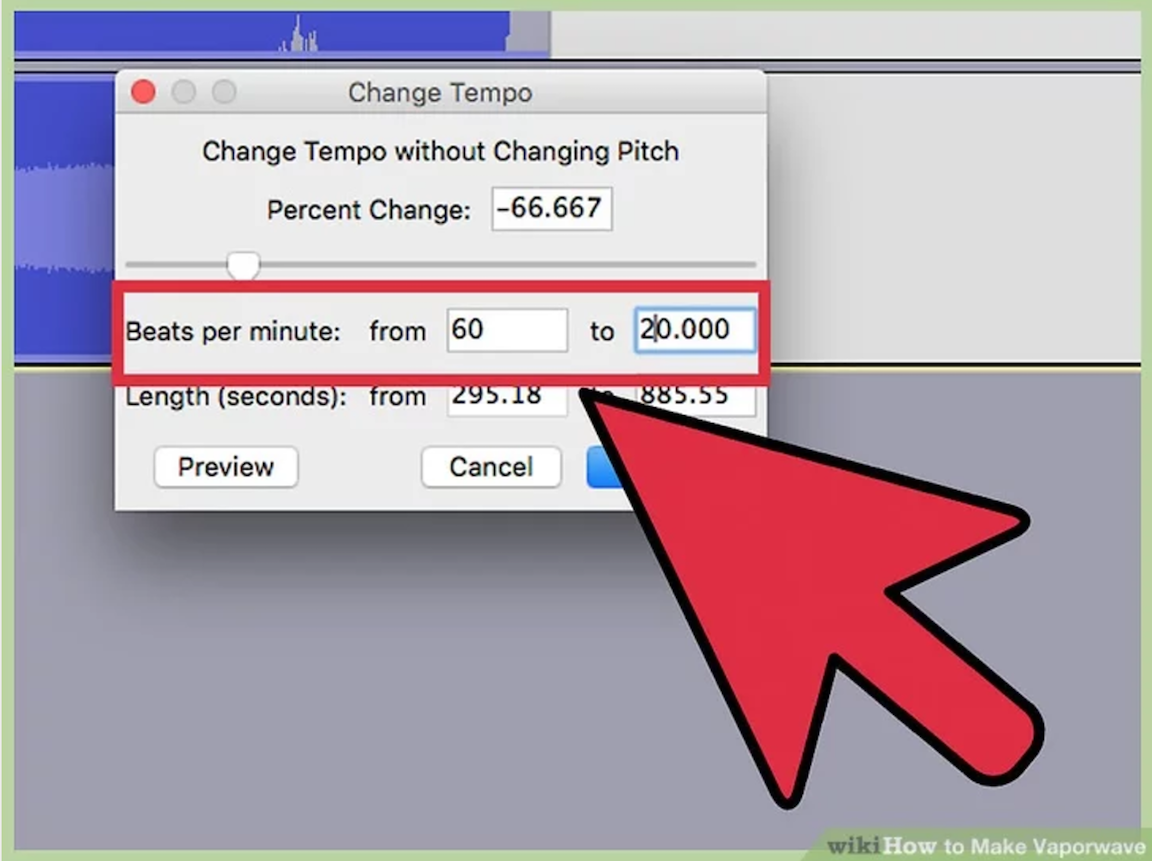 Change Tempo
Change Tempo without Changing Pitch
Percent Change: -66.667
Beats per minute: from 60 to 20.000
Length (seconds): from 295.18 to 885.55
Preview Cancel
wikiHow to Make Vaporwave